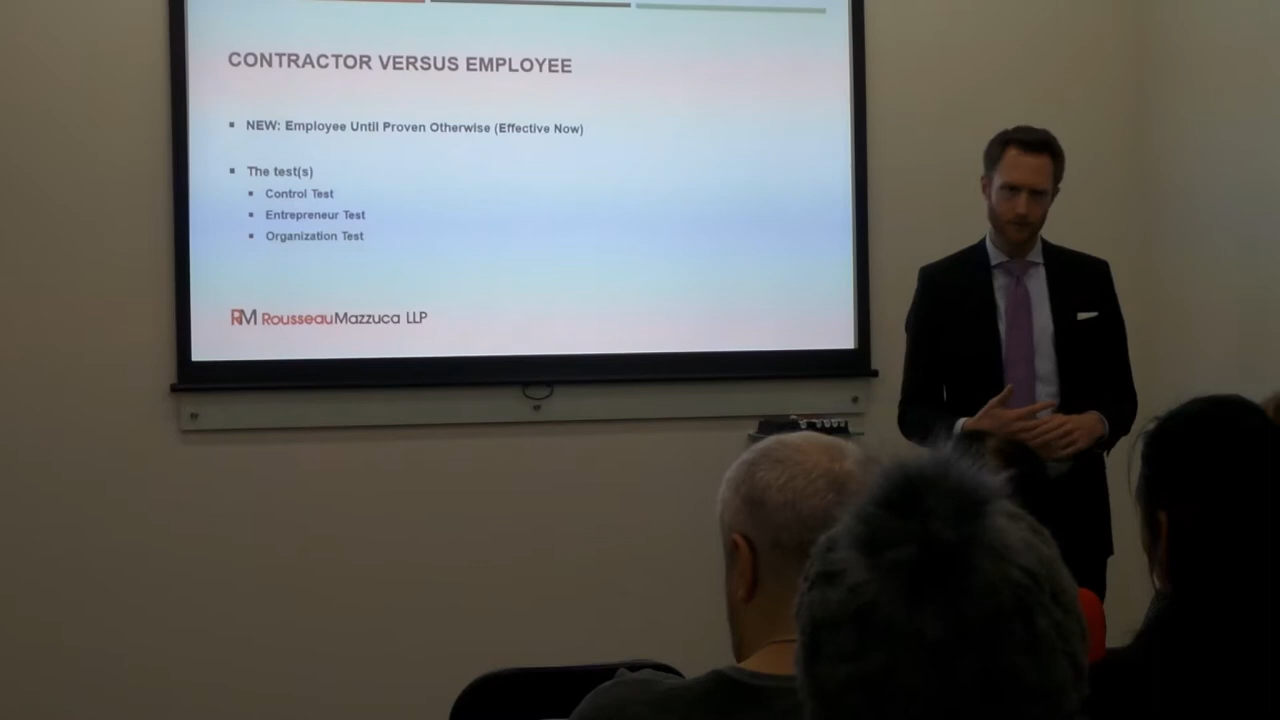 CONTRACTOR VERSUS EMPLOYEE
NEW: Employee Until Proven Otherwise (Effective Now)
The test(s)
Control Test
Entrepreneur Test
Organization Test
RM RousseauMazzuca LLP